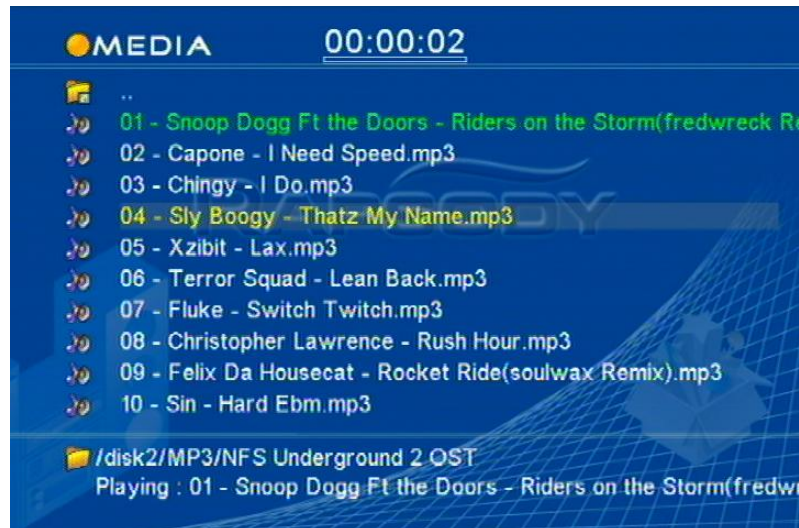 MEDIA 00:00:02
..
01 - Snoop Dogg Ft the Doors - Riders on the Storm(fredwreck Re
02 - Capone - I Need Speed.mp3
03 - Chingy - I Do.mp3
04 - Sly Boogy - Thatz My Name.mp3
RAPSODY
05 - Xzibit - Lax.mp3
06 - Terror Squad - Lean Back.mp3
07 - Fluke - Switch Twitch.mp3
08 - Christopher Lawrence - Rush Hour.mp3
09 - Felix Da Housecat - Rocket Ride(soulwax Remix).mp3
10 - Sin - Hard Ebm.mp3
/disk2/MP3/NFS Underground 2 OST
Playing : 01 - Snoop Dogg Ft the Doors - Riders on the Storm(fredwr